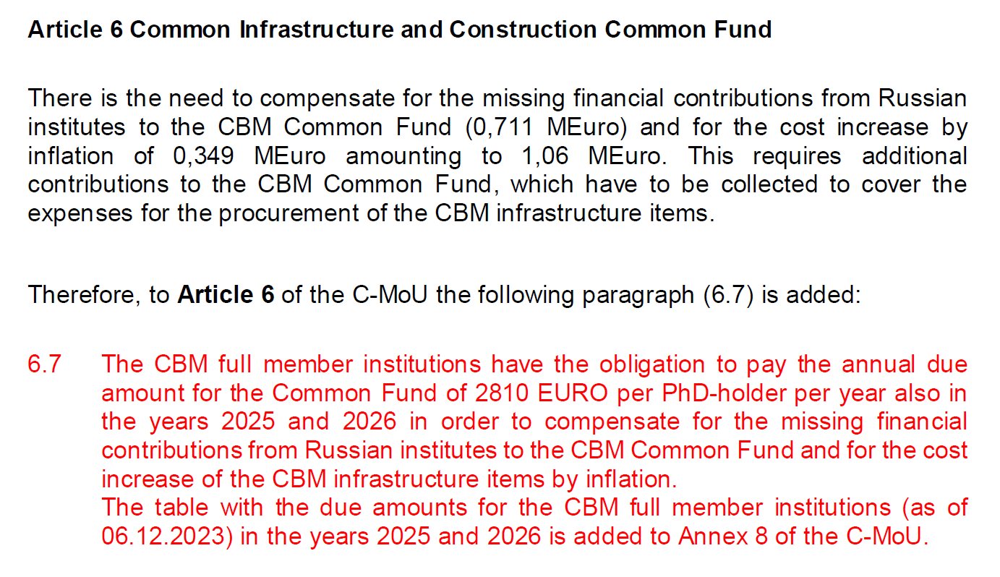 Article 6 Common Infrastructure and Construction Common Fund
There is the need to compensate for the missing financial contributions from Russian
institutes to the CBM Common Fund (0,711 MEuro) and for the cost increase by
inflation of 0,349 MEuro amounting to 1,06 MEuro. This requires additional
contributions to the CBM Common Fund, which have to be collected to cover the
expenses for the procurement of the CBM infrastructure items.
Therefore, to Article 6 of the C-MoU the following paragraph (6.7) is added:
6.7 The CBM full member institutions have the obligation to pay the annual due
amount for the Common Fund of 2810 EURO per PhD-holder per year also in
the years 2025 and 2026 in order to compensate for the missing financial
contributions from Russian institutes to the CBM Common Fund and for the cost
increase of the CBM infrastructure items by inflation.
The table with the due amounts for the CBM full member institutions (as of
06.12.2023) in the years 2025 and 2026 is added to Annex 8 of the C-MoU.